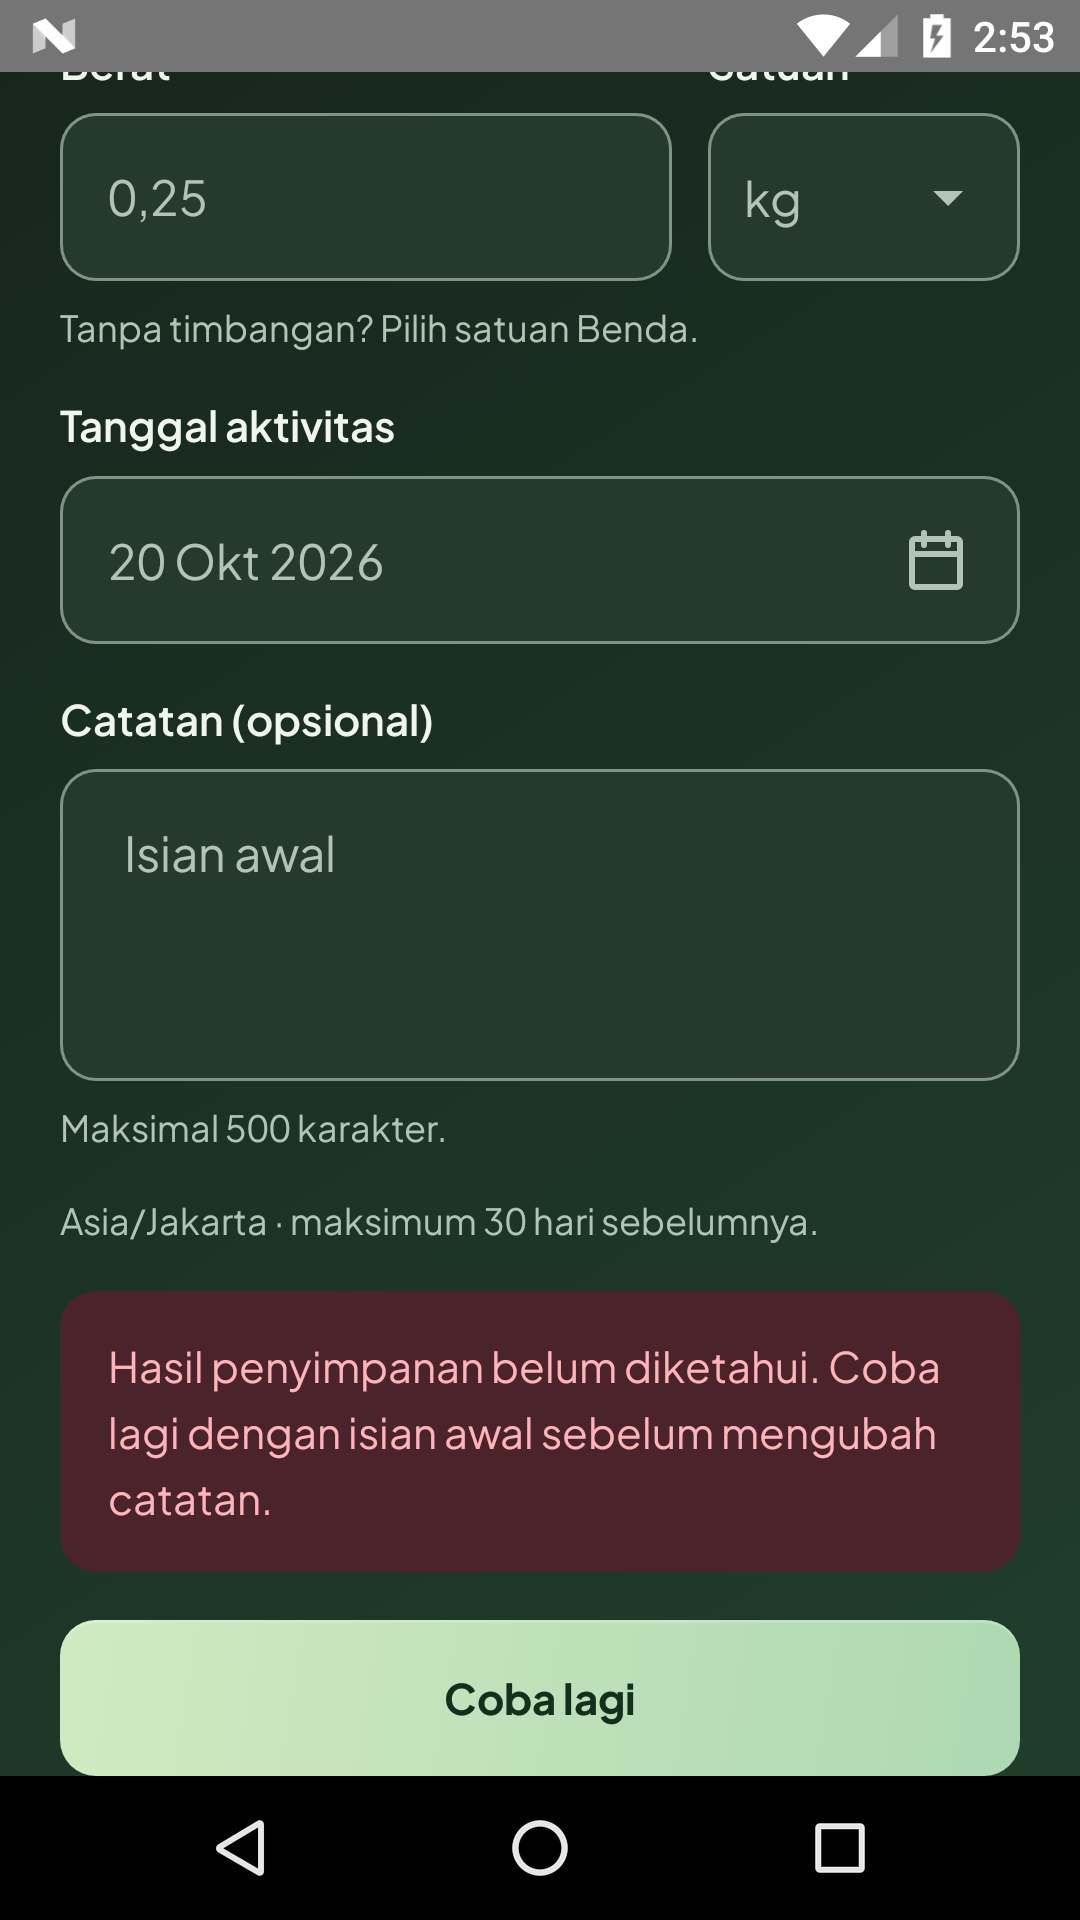 2:53
Berat
Satuan
0,25
kg
Tanpa timbangan? Pilih satuan Benda.
Tanggal aktivitas
20 Okt 2026
Catatan (opsional)
Isian awal
Maksimal 500 karakter.
Asia/Jakarta · maksimum 30 hari sebelumnya.
Hasil penyimpanan belum diketahui. Coba
lagi dengan isian awal sebelum mengubah
catatan.
Coba lagi